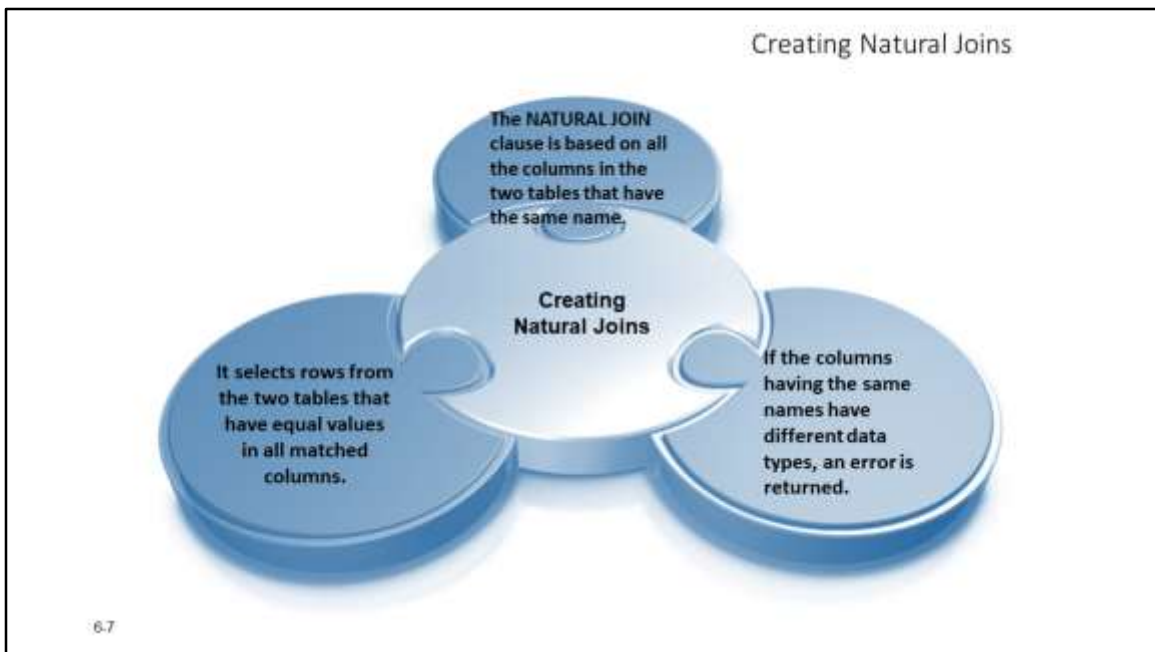 Creating Natural Joins
The NATURAL JOIN
clause is based on all
the columns in the
two tables that have
the same name.
Creating
Natural Joins
It selects rows from
the two tables that
have equal values
in all matched
columns.
If the columns
having the same
names have
different data
types, an error is
returned.
6-7